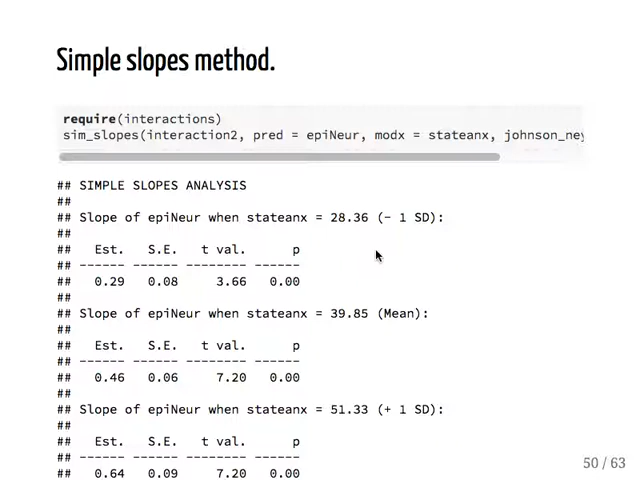 Simple slopes method.
require(interactions)
sim_slopes(interaction2, pred = epiNeur, modx = stateanx, johnson_ney
## SIMPLE SLOPES ANALYSIS
##
## Slope of epiNeur when stateanx = 28.36 (- 1 SD):
##
##   Est.   S.E.   t val.      p
## ------ ------ -------- ------
##   0.29   0.08     3.66   0.00
##
## Slope of epiNeur when stateanx = 39.85 (Mean):
##
##   Est.   S.E.   t val.      p
## ------ ------ -------- ------
##   0.46   0.06     7.20   0.00
##
## Slope of epiNeur when stateanx = 51.33 (+ 1 SD):
##
##   Est.   S.E.   t val.      p
## ------ ------ -------- ------
##   0.64   0.09     7.20   0.00
50 / 63